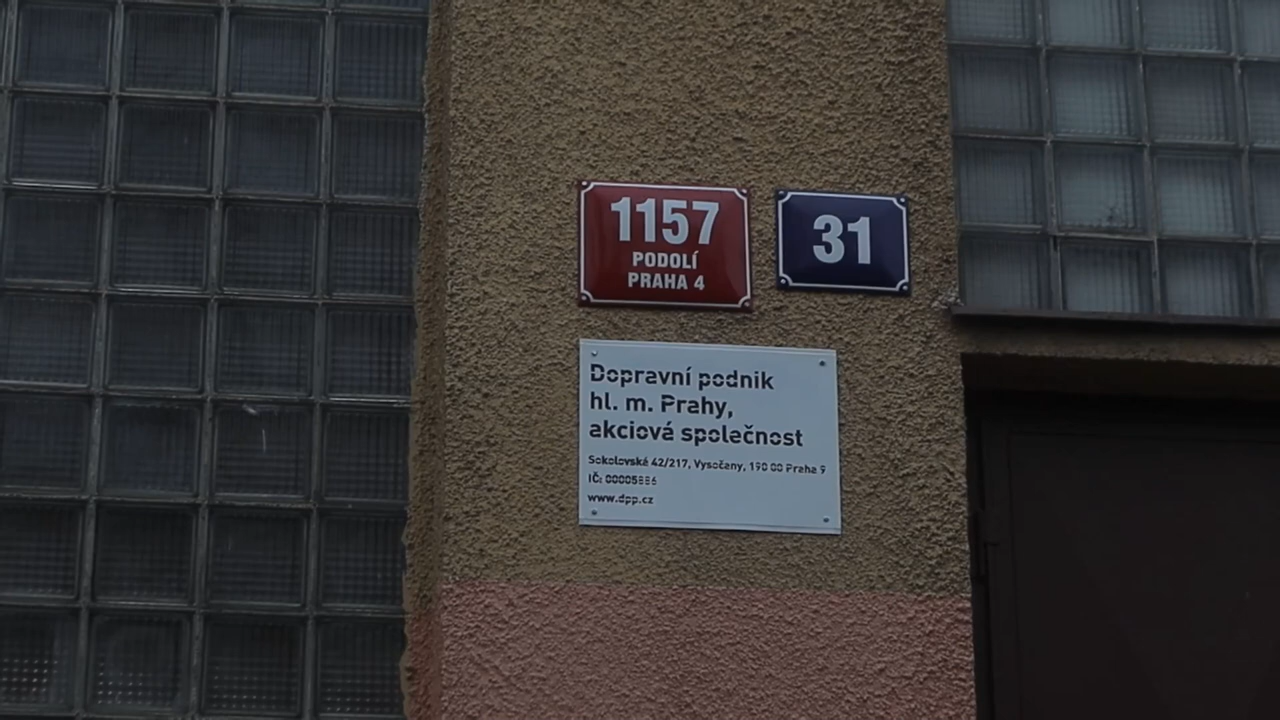 1157
PODOLÍ
PRAHA 4
31
Dopravní podnik
hl. m. Prahy,
akciová společnost
Sokolovská 42/217, Vysočany, 190 00 Praha 9
IČ: 00005886
www.dpp.cz